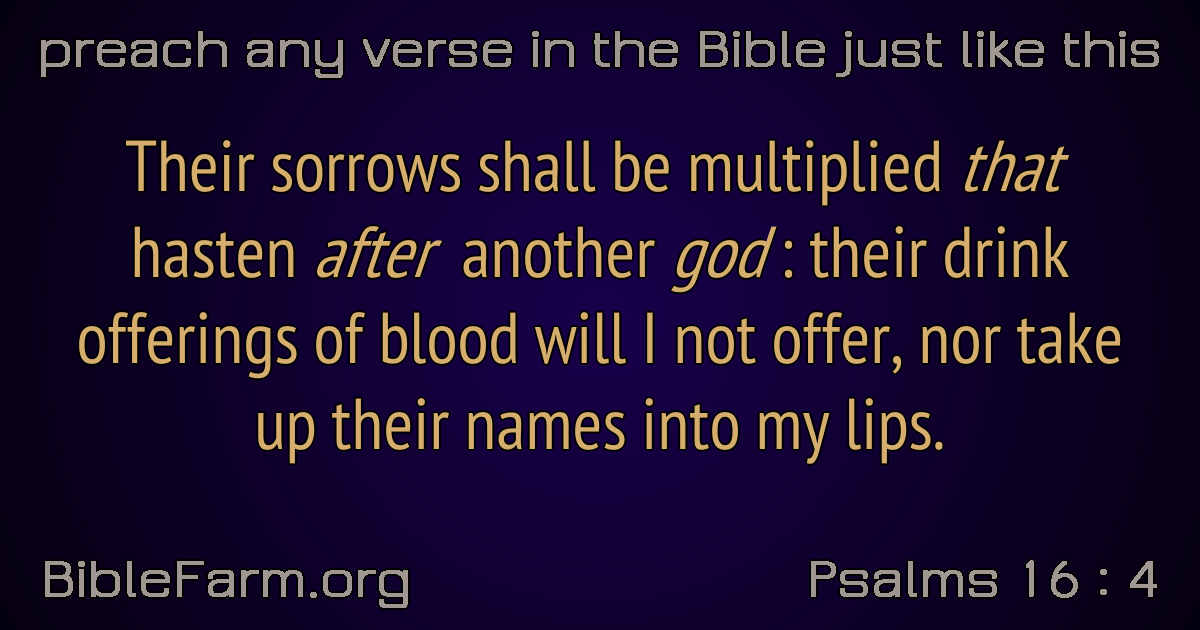 preach any verse in the Bible just like this
Their sorrows shall be multiplied that
hasten after another god : their drink
offerings of blood will I not offer, nor take
up their names into my lips.
BibleFarm.org
Psalms 16 : 4